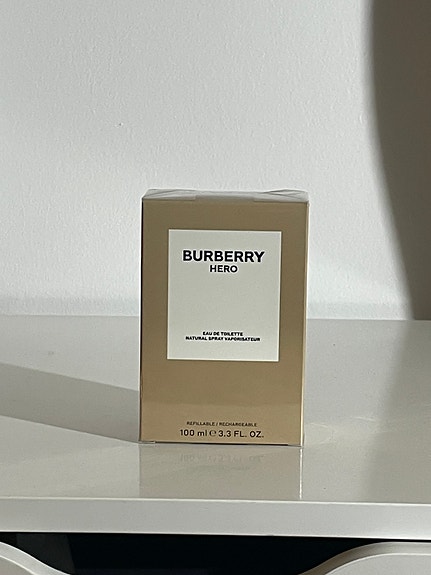 BURBERRY
HERO
EAU DE TOILETTE
NATURAL SPRAY VAPORISATEUR
REFILLABLE / RECHARGEABLE
100 ml ℮ 3.3 FL. OZ.